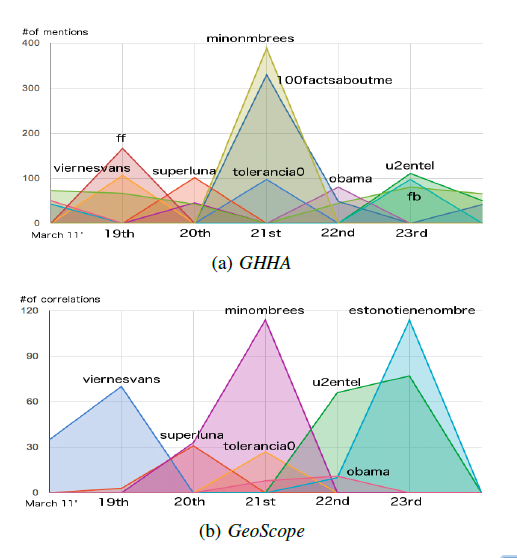 #of mentions
400
minonmbrees
300
100factsaboutme
200
ff
viernesvans
superluna
tolerancia0
obama
u2entel
100
fb
0
March 11' 19th 20th 21st 22nd 23rd
(a) GHHA
#of correlations
120
minombrees
estonotienenombre
90
viernesvans
u2entel
60
superluna
tolerancia0
30
obama
0
March 11' 19th 20th 21st 22nd 23rd
(b) GeoScope